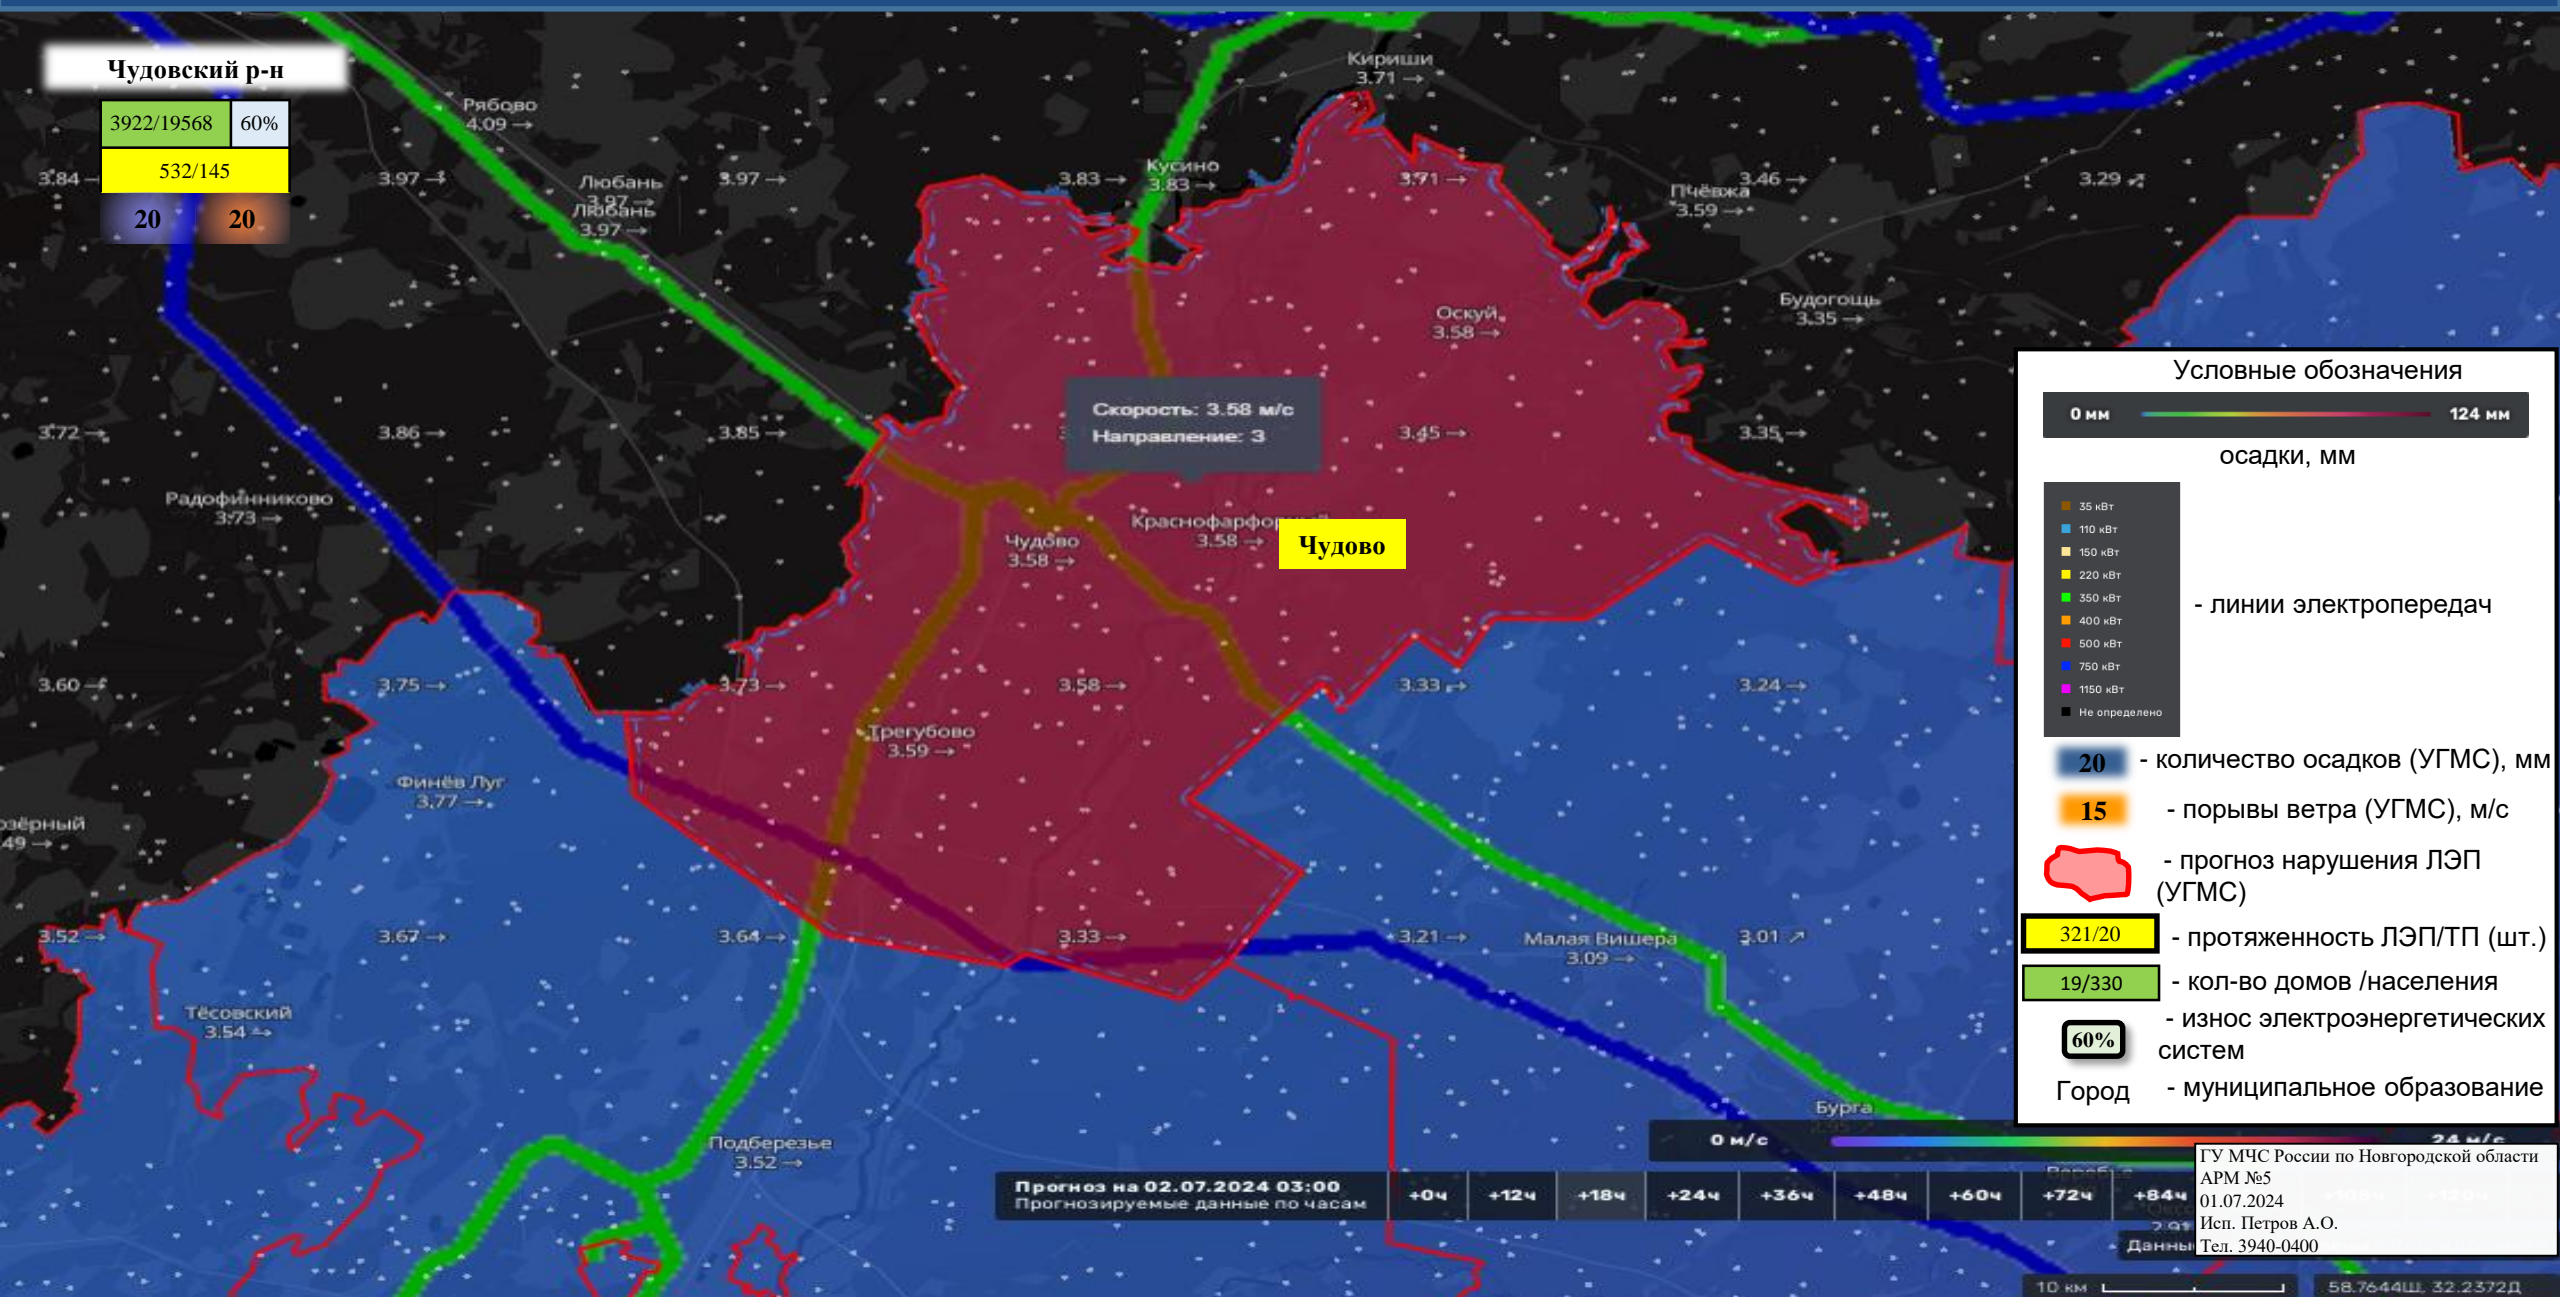 Чудовский р-н
3922/19568 60%
532/145
20 20
Кириши
3.71 →
Рябово
4.09 →
3.84
3.97 →
Любань
3.97 →
Любань
3.97 →
3.97 →
3.83 →
Кусино
3.83 →
3.71 →
Пчёвжа
3.59 →
3.46 →
3.29
Оскуй
3.58 →
Будогощь
3.35 →
Скорость: 3.58 м/с
Направление: З
3.72 →
3.86 →
3.85 →
3.45 →
3.35 →
Радофинниково
3.73 →
Чудово
3.58 →
3.58 →
Чудово
3.60 →
3.75 →
3.73 →
3.58 →
3.33 →
3.24 →
Трегубово
3.59 →
Финёв Луг
3.77 →
озёрный
49 →
3.52 →
3.67 →
3.64 →
3.33 →
3.21 →
Малая Вишера
3.09 →
3.01 ↗
Тёсовский
3.54 →
Подберезье
3.52 →
Бурга
Условные обозначения
0 мм 124 мм
осадки, мм
35 кВт
110 кВт
150 кВт
220 кВт
350 кВт
400 кВт
500 кВт
750 кВт
1150 кВт
Не определено
- линии электропередач
20 - количество осадков (УГМС), мм
15 - порывы ветра (УГМС), м/с
- прогноз нарушения ЛЭП
(УГМС)
321/20 - протяженность ЛЭП/ТП (шт.)
19/330 - кол-во домов /населения
60% - износ электроэнергетических
систем
Город - муниципальное образование
0 м/с 24 м/с
Прогноз на 02.07.2024 03:00
Прогнозируемые данные по часам
+0ч +12ч +18ч +24ч +36ч +48ч +60ч +72ч +84ч
2.91
ГУ МЧС России по Новгородской области
АРМ №5
01.07.2024
Исп. Петров А.О.
Тел. 3940-0400
10 км
58.7644Ш, 32.2372Д